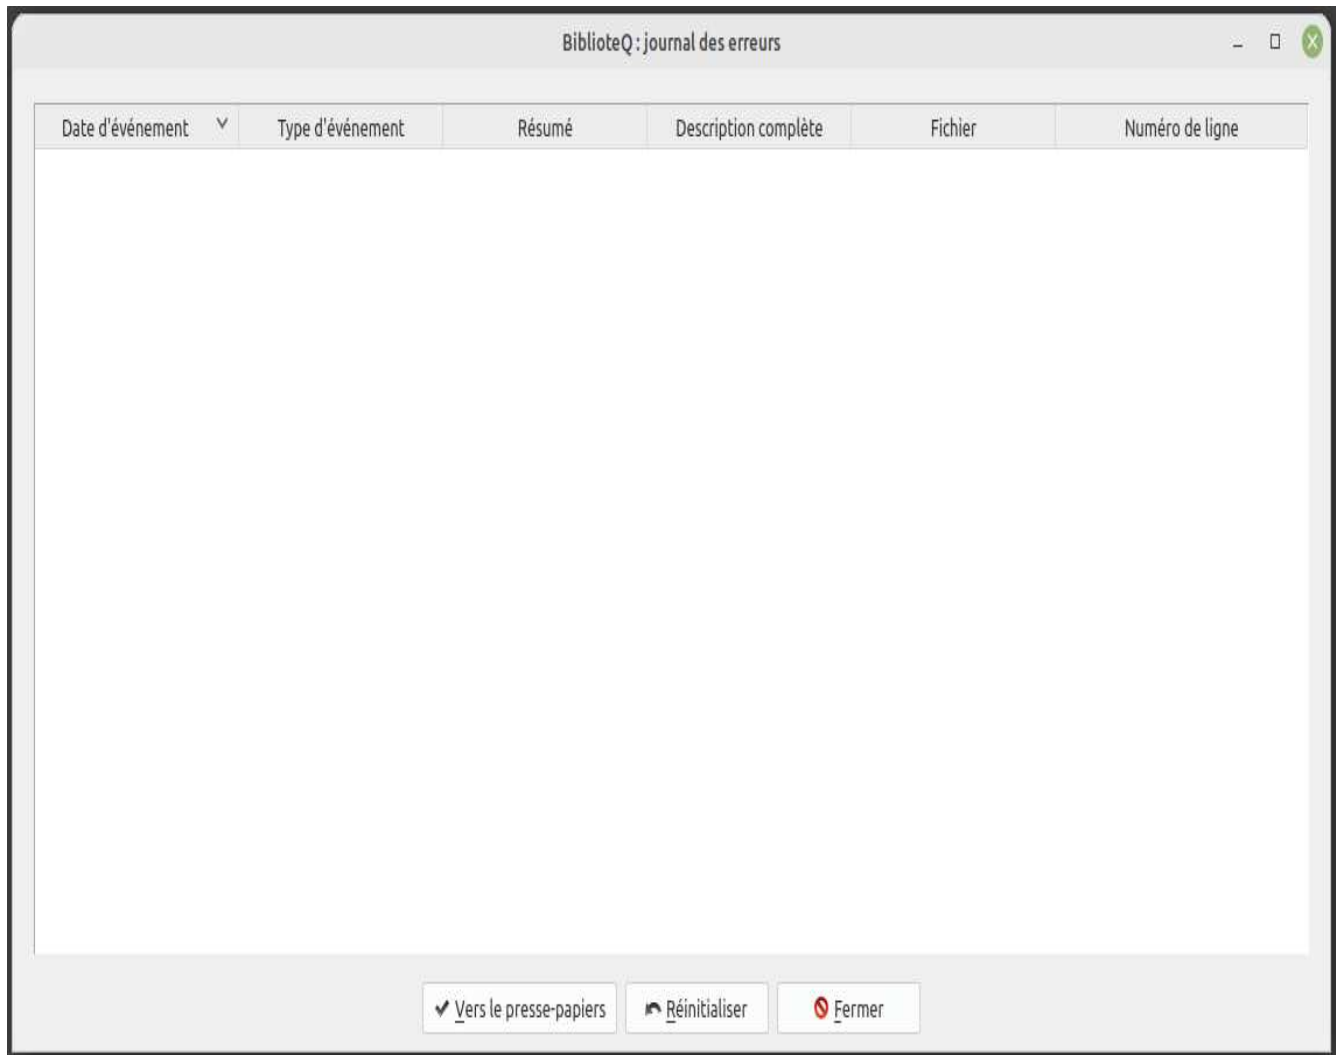 BiblioteQ : journal des erreurs
Date d'événement Type d'événement Résumé Description complète Fichier Numéro de ligne
Vers le presse-papiers Réinitialiser Fermer